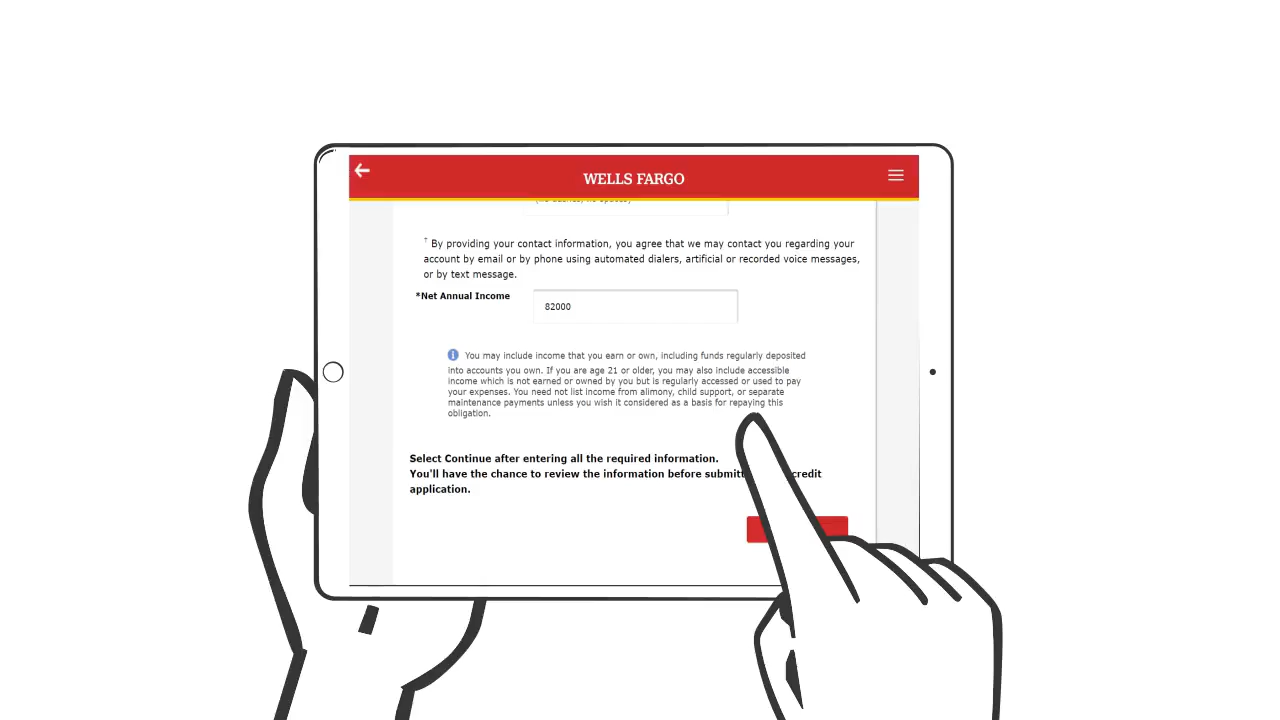 WELLS FARGO
† By providing your contact information, you agree that we may contact you regarding your
account by email or by phone using automated dialers, artificial or recorded voice messages,
or by text message.
*Net Annual Income
82000
You may include income that you earn or own, including funds regularly deposited
into accounts you own. If you are age 21 or older, you may also include accessible
income which is not earned or owned by you but is regularly accessed or used to pay
your expenses. You need not list income from alimony, child support, or separate
maintenance payments unless you wish it considered as a basis for repaying this
obligation.
Select Continue after entering all the required information.
You'll have the chance to review the information before credit
application.